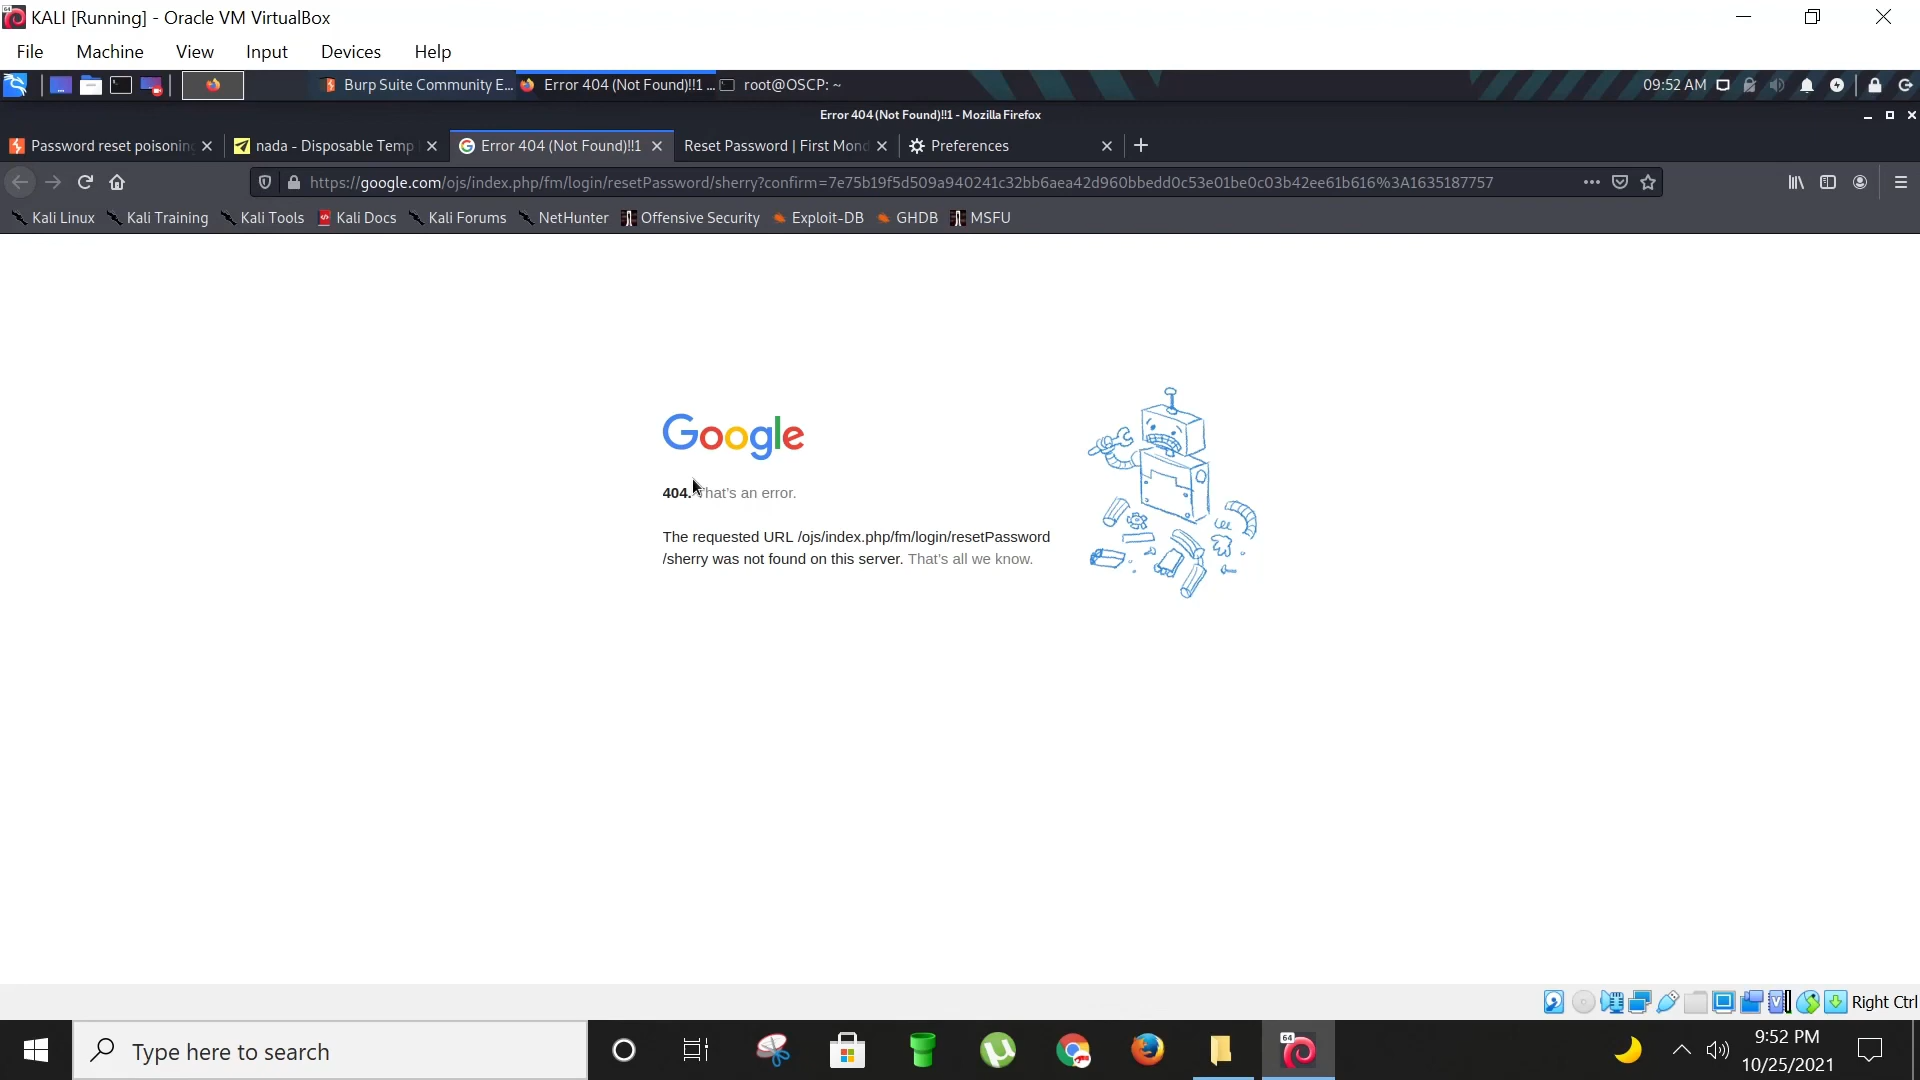 KALI [Running] - Oracle VM VirtualBox
File Machine View Input Devices Help
Burp Suite Community E... Error 404 (Not Found)!!1 ... root@OSCP: ~ 09:52 AM
Error 404 (Not Found)!!1 - Mozilla Firefox
Password reset poisoning nada - Disposable Temp Error 404 (Not Found)!!1 Reset Password | First Mond Preferences
https://google.com/ojs/index.php/fm/login/resetPassword/sherry?confirm=7e75b19f5d509a940241c32bb6aea42d960bbedd0c53e01be0c03b42ee61b616%3A1635187757
Kali Linux Kali Training Kali Tools Kali Docs Kali Forums NetHunter Offensive Security Exploit-DB GHDB MSFU
Google
404. That's an error.
The requested URL /ojs/index.php/fm/login/resetPassword
/sherry was not found on this server. That's all we know.
Right Ctrl
Type here to search
64
9:52 PM
10/25/2021